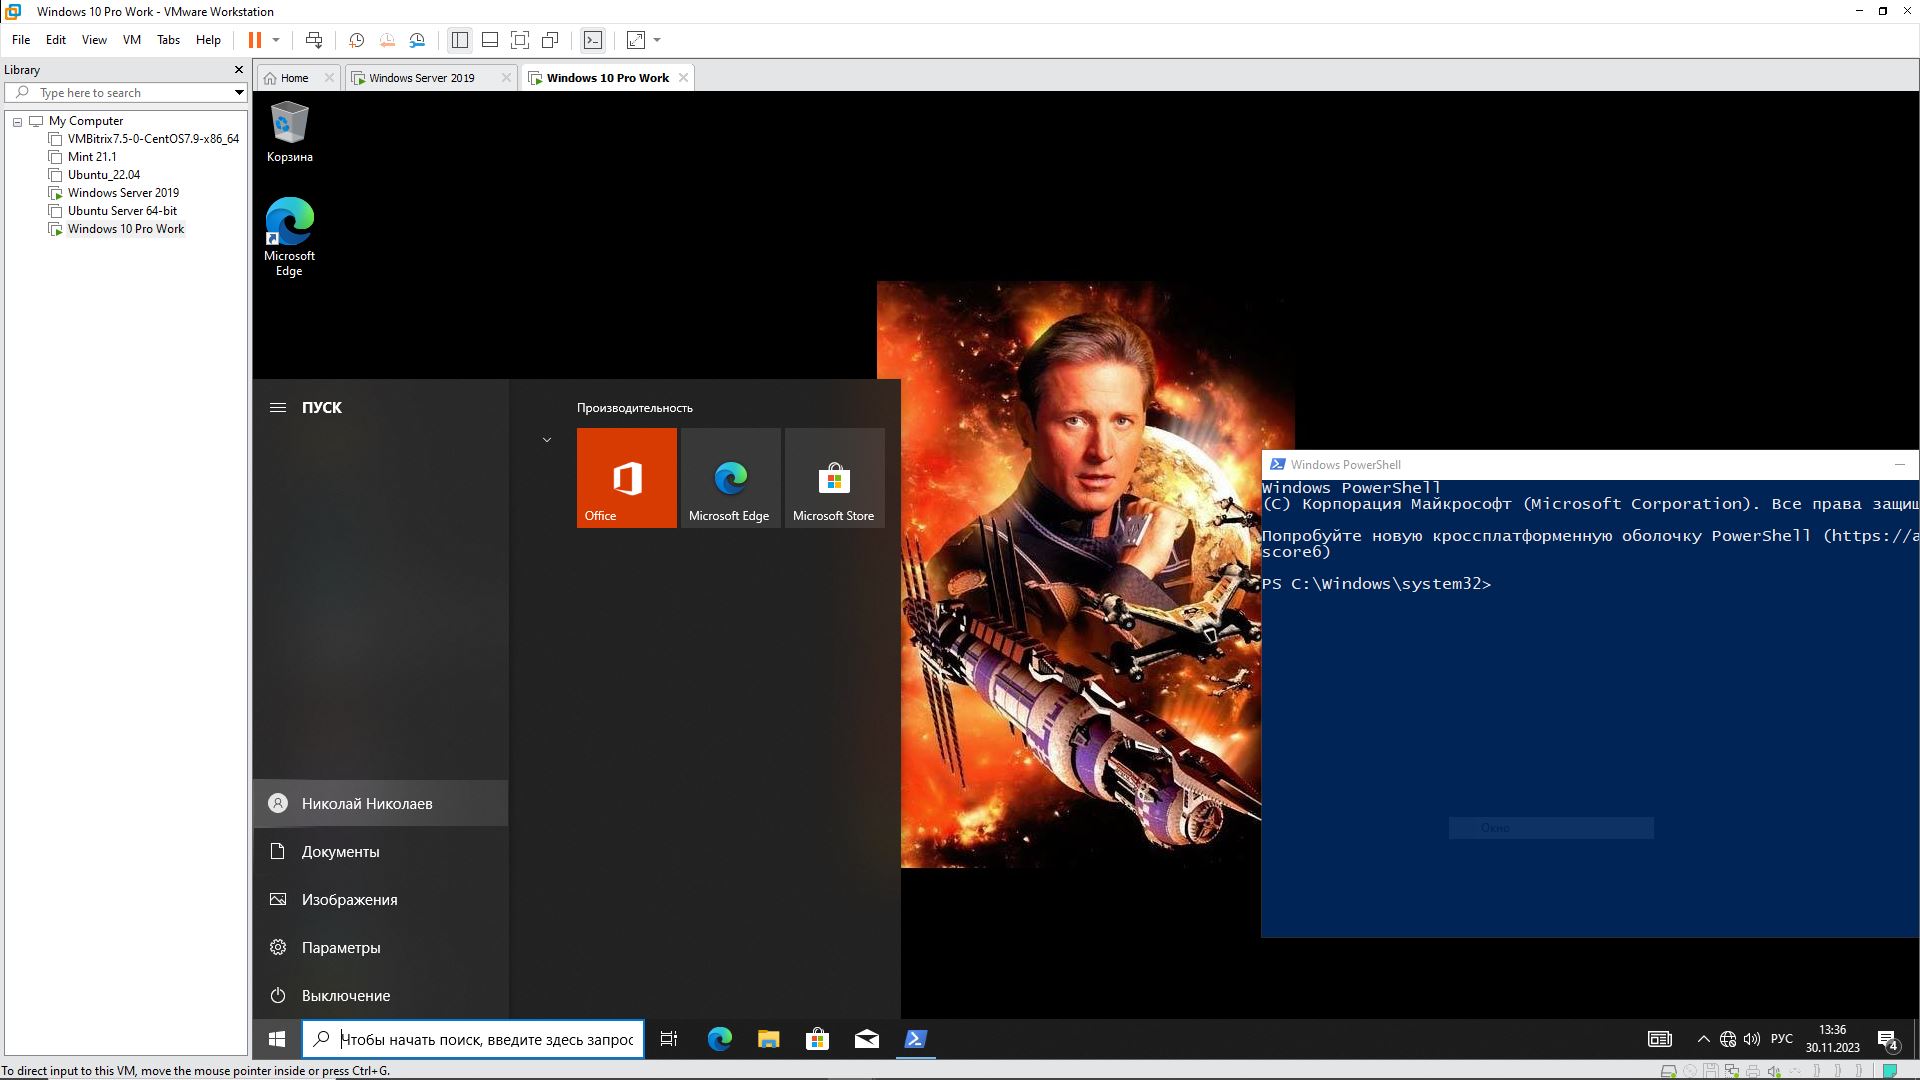 Windows 10 Pro Work - VMware Workstation
File Edit View VM Tabs Help
Library
Type here to search
My Computer
VMBitrix7.5-0-CentOS7.9-x86_64
Mint 21.1
Ubuntu_22.04
Windows Server 2019
Ubuntu Server 64-bit
Windows 10 Pro Work
Home
Windows Server 2019
Windows 10 Pro Work
Корзина
Microsoft
Edge
ПУСК
Производительность
Office
Microsoft Edge
Microsoft Store
Николай Николаев
Документы
Изображения
Параметры
Выключение
Windows PowerShell
Windows PowerShell
(C) Корпорация Майкрософт (Microsoft Corporation). Все права защищ
Попробуйте новую кроссплатформенную оболочку PowerShell (https://a
score6)
PS C:\Windows\system32>
Окно
Чтобы начать поиск, введите здесь запрос
РУС
13:36
30.11.2023
4
To direct input to this VM, move the mouse pointer inside or press Ctrl+G.